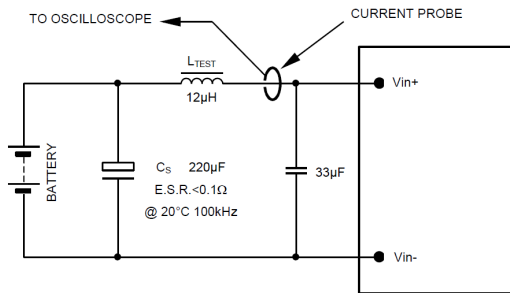 TO OSCILLOSCOPE
CURRENT PROBE
LTEST
12µH
Vin+
BATTERY
CS 220µF
E.S.R.<0.1Ω
@ 20°C 100kHz
33µF
Vin-